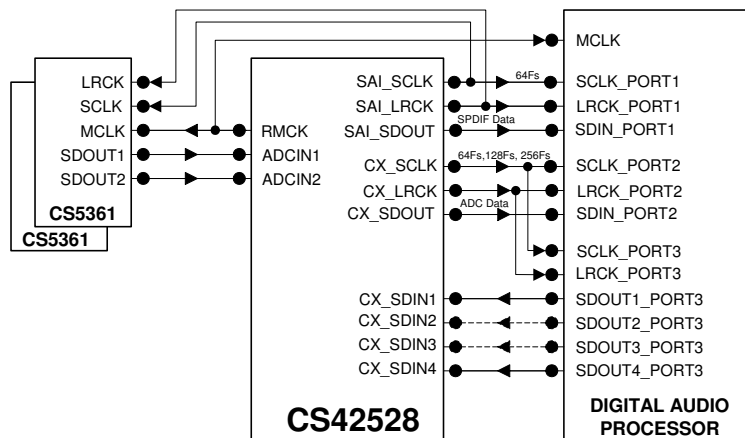 LRCK
SCLK
MCLK
SDOUT1
SDOUT2
CS5361
CS5361
RMCK
ADCIN1
ADCIN2
SAI_SCLK
SAI_LRCK
SAI_SDOUT
CX_SCLK
CX_LRCK
CX_SDOUT
CX_SDIN1
CX_SDIN2
CX_SDIN3
CX_SDIN4
CS42528
64Fs
SPDIF Data
64Fs,128Fs, 256Fs
ADC Data
MCLK
SCLK_PORT1
LRCK_PORT1
SDIN_PORT1
SCLK_PORT2
LRCK_PORT2
SDIN_PORT2
SCLK_PORT3
LRCK_PORT3
SDOUT1_PORT3
SDOUT2_PORT3
SDOUT3_PORT3
SDOUT4_PORT3
DIGITAL AUDIO
PROCESSOR